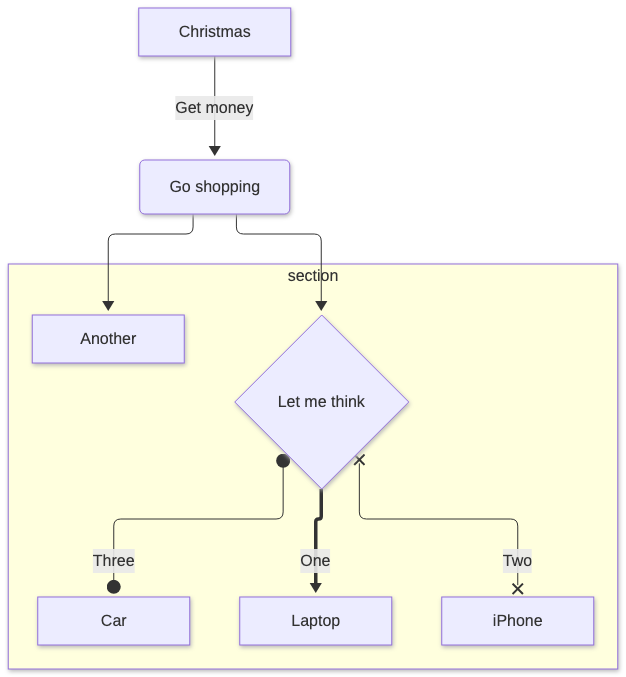 Christmas
Get money
Go shopping
section
Another
Let me think
Three
One
Two
Car
Laptop
iPhone